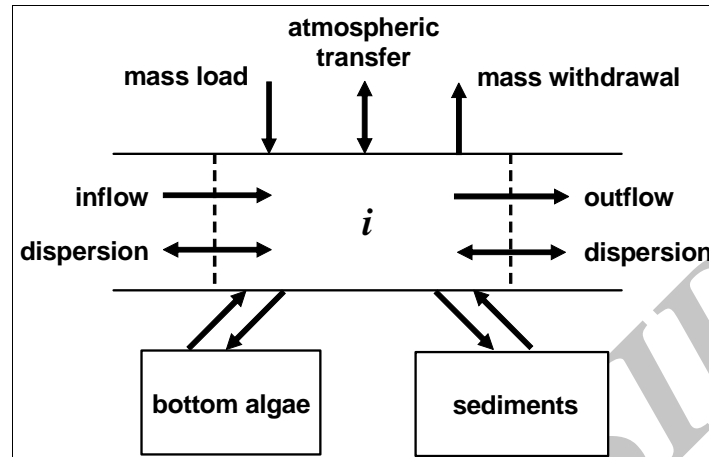 atmospheric
transfer
mass load
mass withdrawal
inflow
i
outflow
dispersion
dispersion
bottom algae
sediments